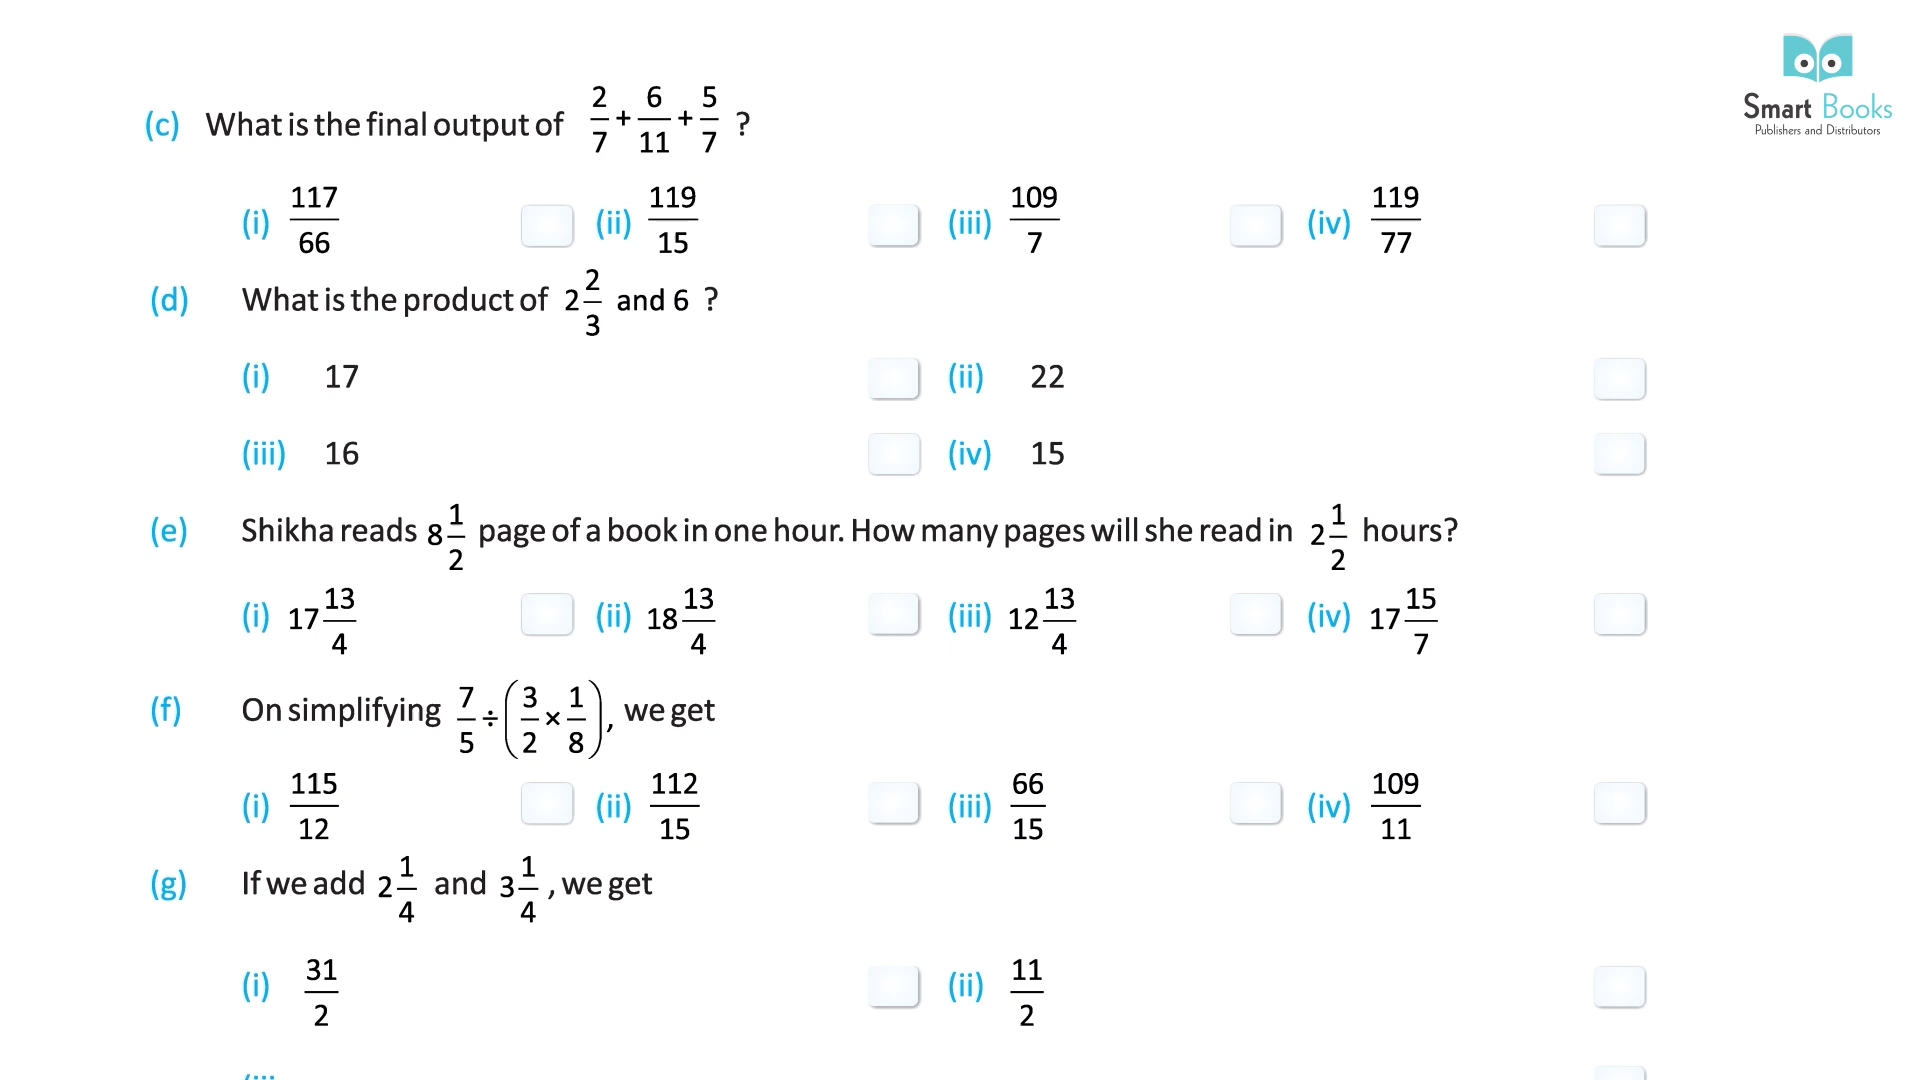 Smart Books
Publishers and Distributors
(c) What is the final output of 2/7 + 6/11 + 5/7 ?
(i) 117/66 (ii) 119/15 (iii) 109/7 (iv) 119/77
(d) What is the product of 2 2/3 and 6 ?
(i) 17 (ii) 22
(iii) 16 (iv) 15
(e) Shikha reads 8 1/2 page of a book in one hour. How many pages will she read in 2 1/2 hours?
(i) 17 13/4 (ii) 18 13/4 (iii) 12 13/4 (iv) 17 15/7
(f) On simplifying 7/5 ÷ (3/2 × 1/8), we get
(i) 115/12 (ii) 112/15 (iii) 66/15 (iv) 109/11
(g) If we add 2 1/4 and 3 1/4 , we get
(i) 31/2 (ii) 11/2